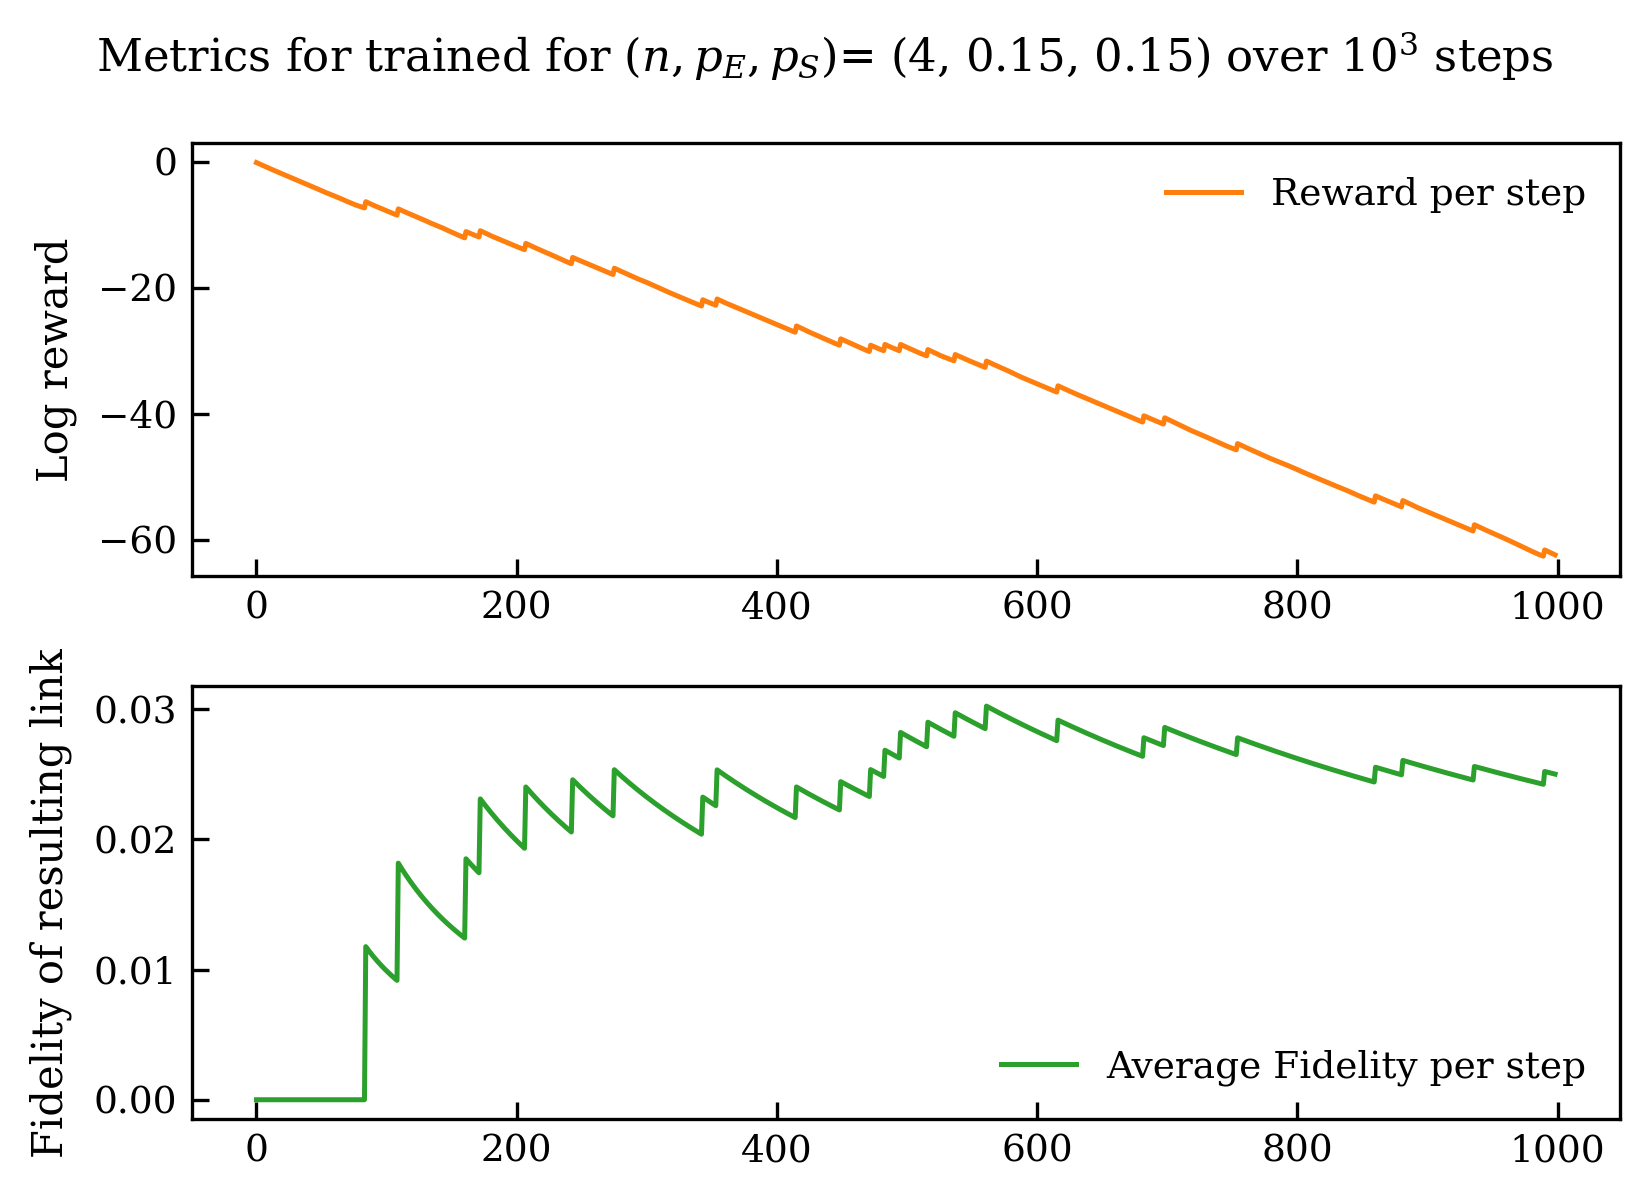 Metrics for trained for (n, p_E, p_S)= (4, 0.15, 0.15) over 10³ steps
Log reward
0
−20
−40
−60
Reward per step
0 200 400 600 800 1000
Fidelity of resulting link
0.03
0.02
0.01
0.00
Average Fidelity per step
0 200 400 600 800 1000